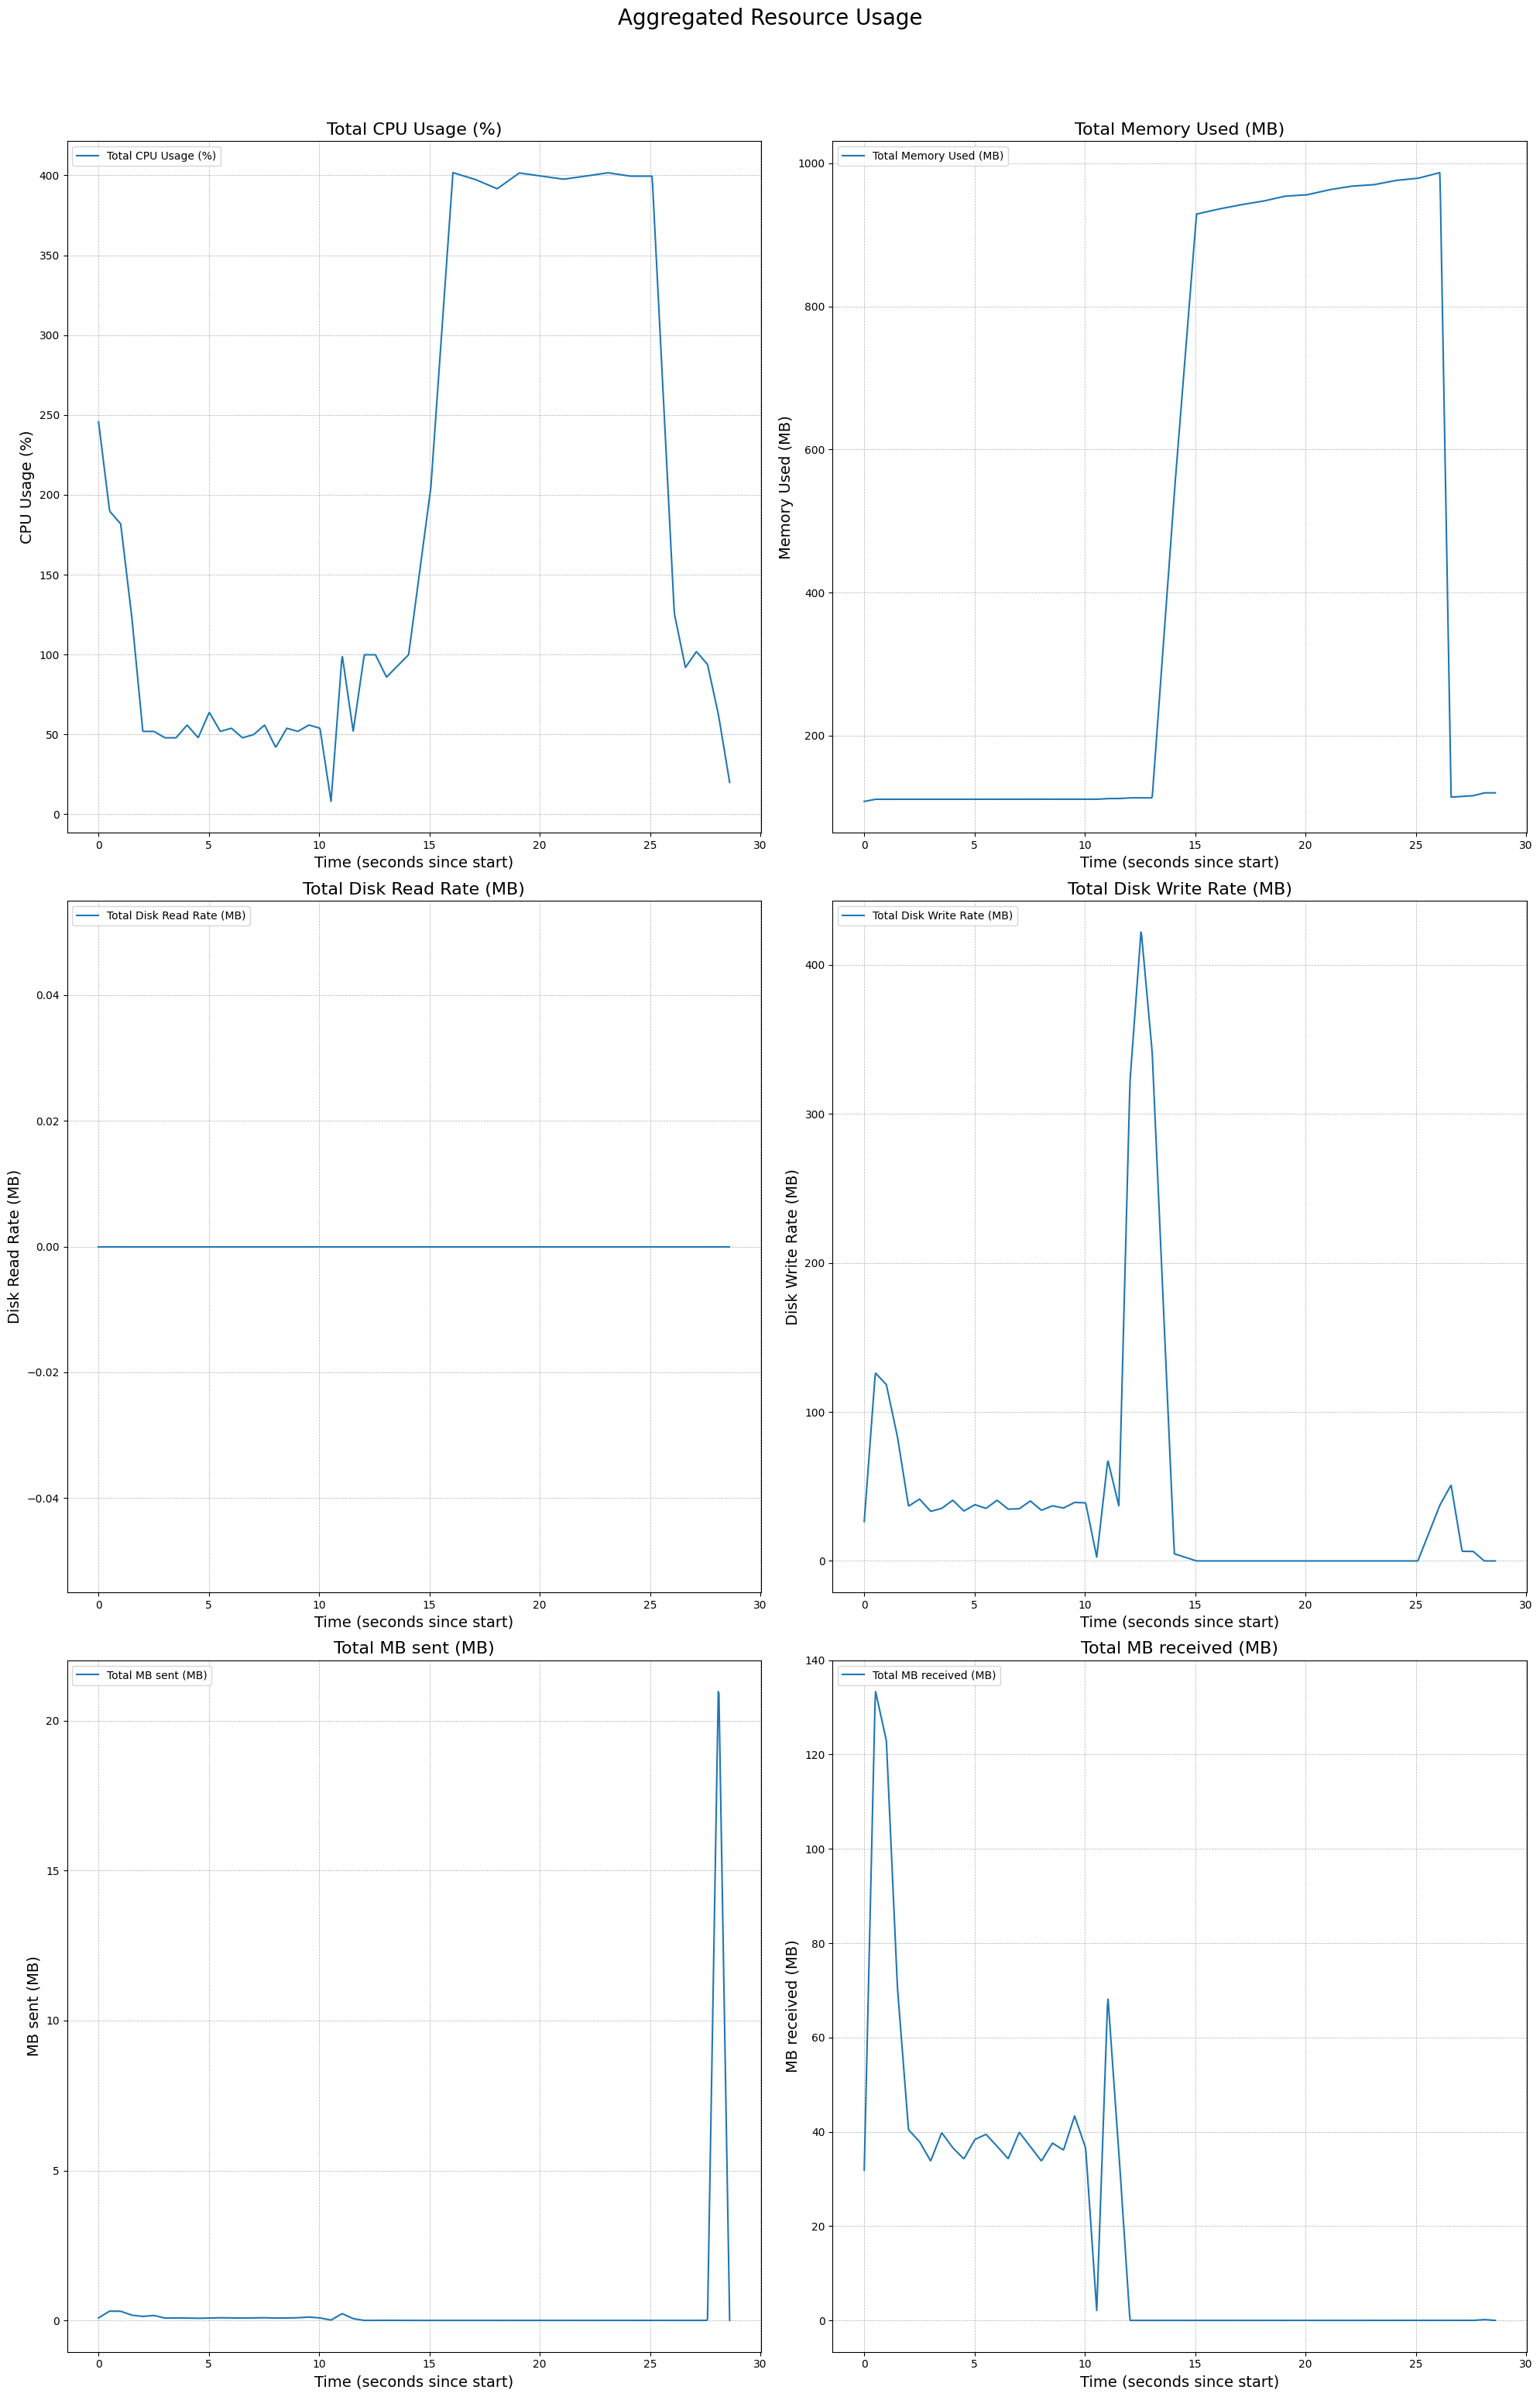 Aggregated Resource Usage
Total CPU Usage (%)
Total CPU Usage (%)
400
350
300
250
200
150
100
50
0
CPU Usage (%)
0 5 10 15 20 25 30
Time (seconds since start)
Total Memory Used (MB)
Total Memory Used (MB)
1000
800
600
400
200
Memory Used (MB)
0 5 10 15 20 25 30
Time (seconds since start)
Total Disk Read Rate (MB)
Total Disk Read Rate (MB)
0.04
0.02
0.00
−0.02
−0.04
Disk Read Rate (MB)
0 5 10 15 20 25 30
Time (seconds since start)
Total Disk Write Rate (MB)
Total Disk Write Rate (MB)
400
300
200
100
0
Disk Write Rate (MB)
0 5 10 15 20 25 30
Time (seconds since start)
Total MB sent (MB)
Total MB sent (MB)
20
15
10
5
0
MB sent (MB)
0 5 10 15 20 25 30
Time (seconds since start)
Total MB received (MB)
Total MB received (MB)
140
120
100
80
60
40
20
0
MB received (MB)
0 5 10 15 20 25 30
Time (seconds since start)